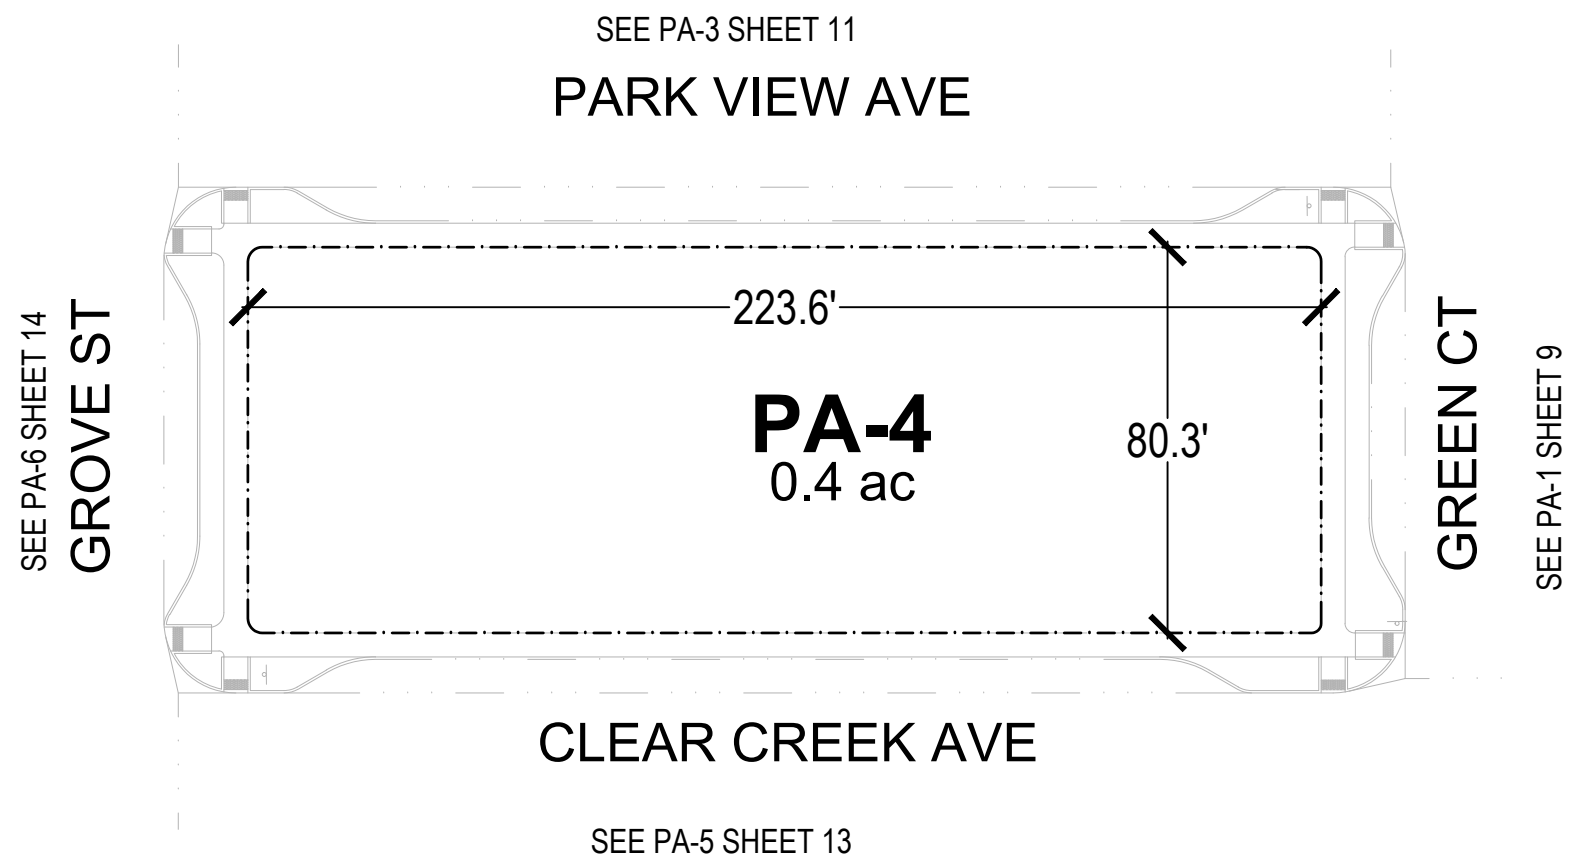 SEE PA-3 SHEET 11
PARK VIEW AVE
SEE PA-6 SHEET 14
GROVE ST
223.6'
PA-4
0.4 ac
80.3'
GREEN CT
SEE PA-1 SHEET 9
CLEAR CREEK AVE
SEE PA-5 SHEET 13